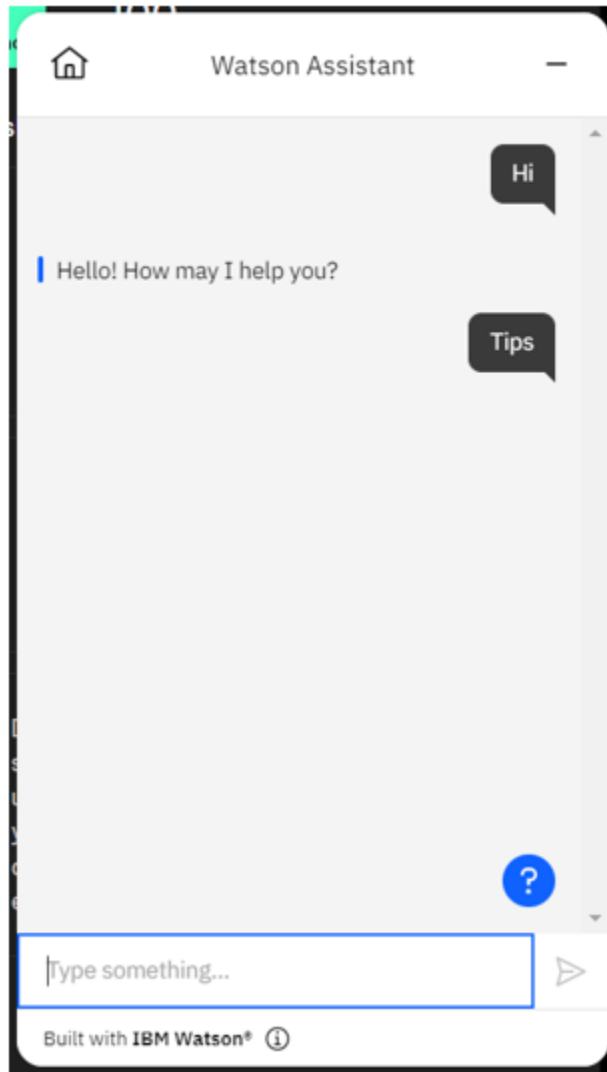 Watson Assistant
Hi
Hello! How may I help you?
Tips
?
Type something...
Built with IBM Watson®